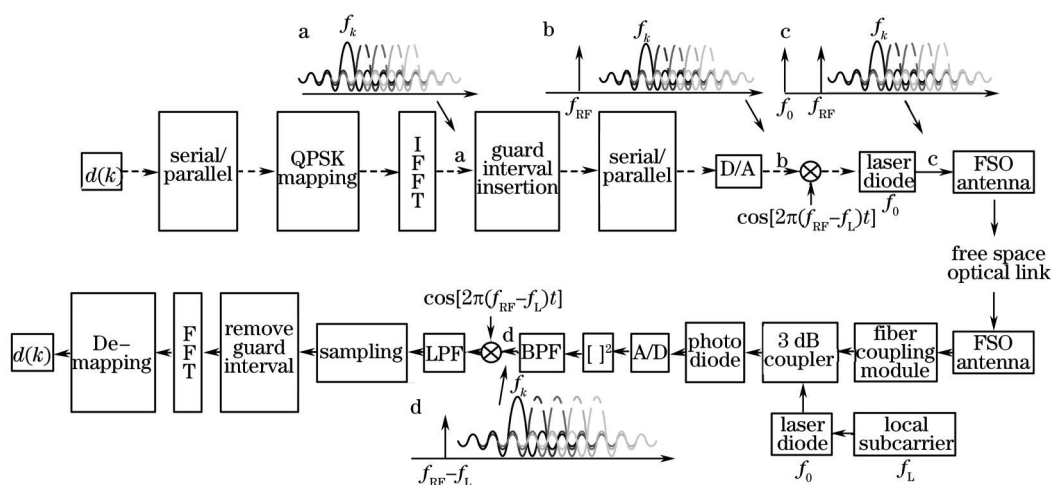 a
f_k
b
f_k
f_RF
c
f_k
f_0
f_RF
d(k)
serial/
parallel
QPSK
mapping
I
F
F
T
a
guard
interval
insertion
serial/
parallel
D/A
b
cos[2π(f_RF–f_L)t]
laser
diode
f_0
c
FSO
antenna
free space
optical link
FSO
antenna
fiber
coupling
module
3 dB
coupler
laser
diode
f_0
local
subcarrier
f_L
photo
diode
A/D
[ ]²
BPF
d
cos[2π(f_RF–f_L)t]
LPF
d
f_k
f_RF–f_L
sampling
remove
guard
interval
F
F
T
De–
mapping
d(k)